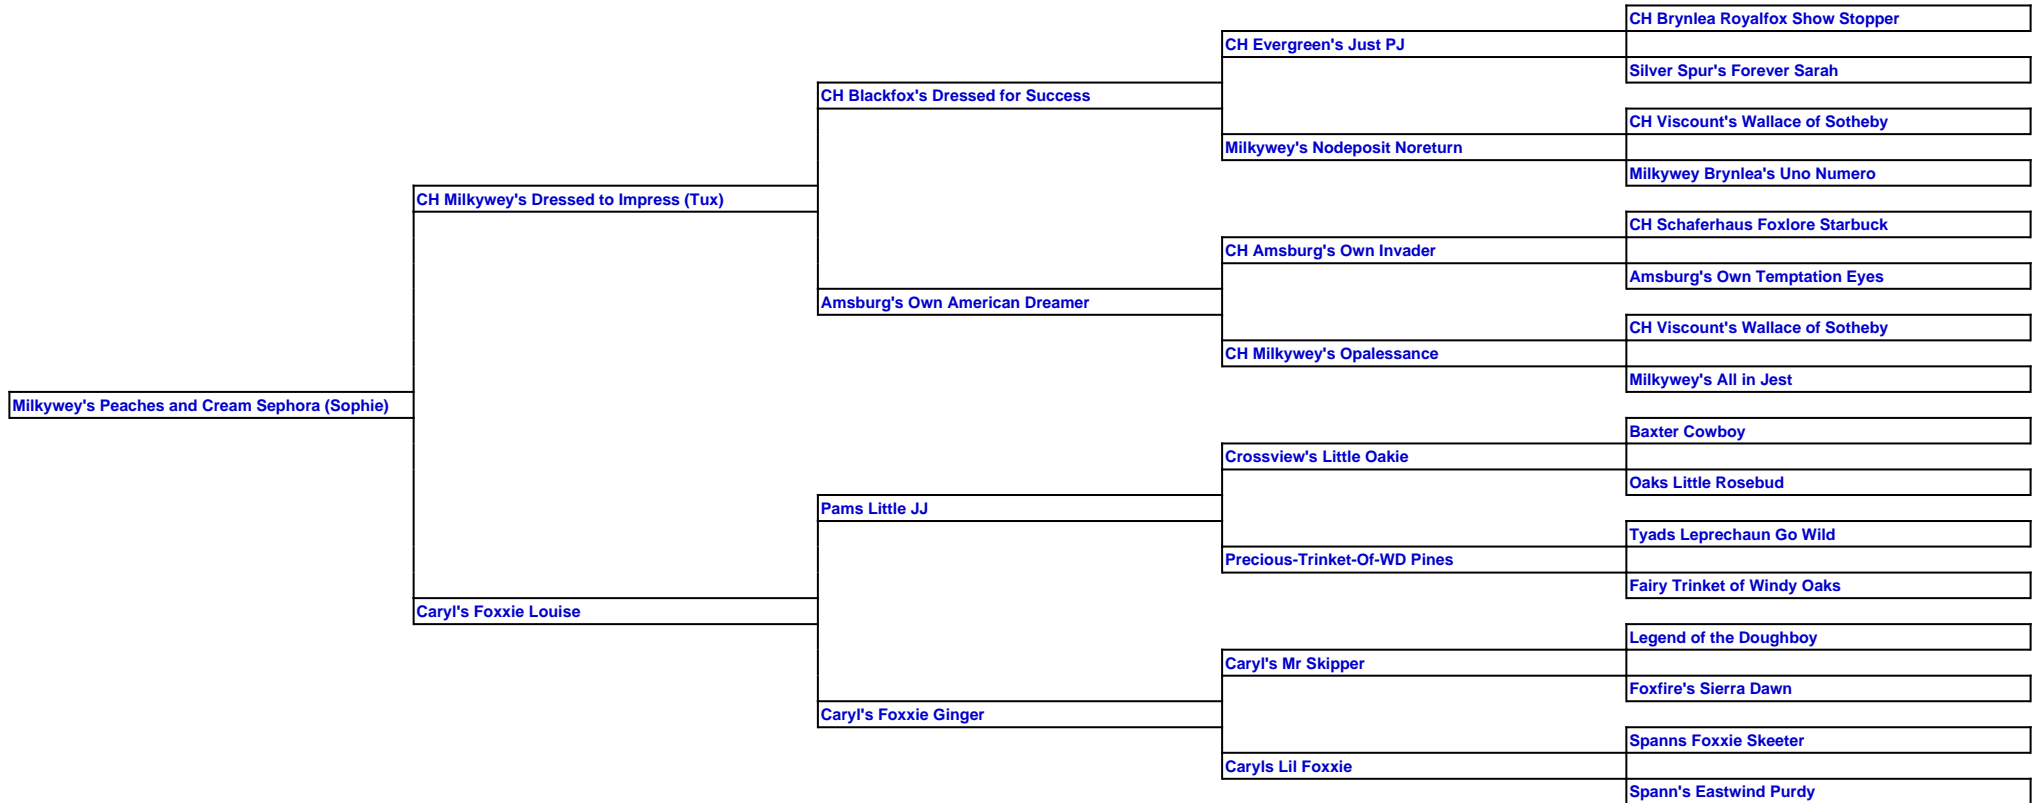 CH Brynlea Royalfox Show Stopper
CH Evergreen's Just PJ
Silver Spur's Forever Sarah
CH Blackfox's Dressed for Success
CH Viscount's Wallace of Sotheby
Milkywey's Nodeposit Noreturn
Milkywey Brynlea's Uno Numero
CH Milkywey's Dressed to Impress (Tux)
CH Schaferhaus Foxlore Starbuck
CH Amsburg's Own Invader
Amsburg's Own Temptation Eyes
Amsburg's Own American Dreamer
CH Viscount's Wallace of Sotheby
CH Milkywey's Opalessance
Milkywey's All in Jest
Milkywey's Peaches and Cream Sephora (Sophie)
Baxter Cowboy
Crossview's Little Oakie
Oaks Little Rosebud
Pams Little JJ
Tyads Leprechaun Go Wild
Precious-Trinket-Of-WD Pines
Fairy Trinket of Windy Oaks
Caryl's Foxxie Louise
Legend of the Doughboy
Caryl's Mr Skipper
Foxfire's Sierra Dawn
Caryl's Foxxie Ginger
Spanns Foxxie Skeeter
Caryls Lil Foxxie
Spann's Eastwind Purdy